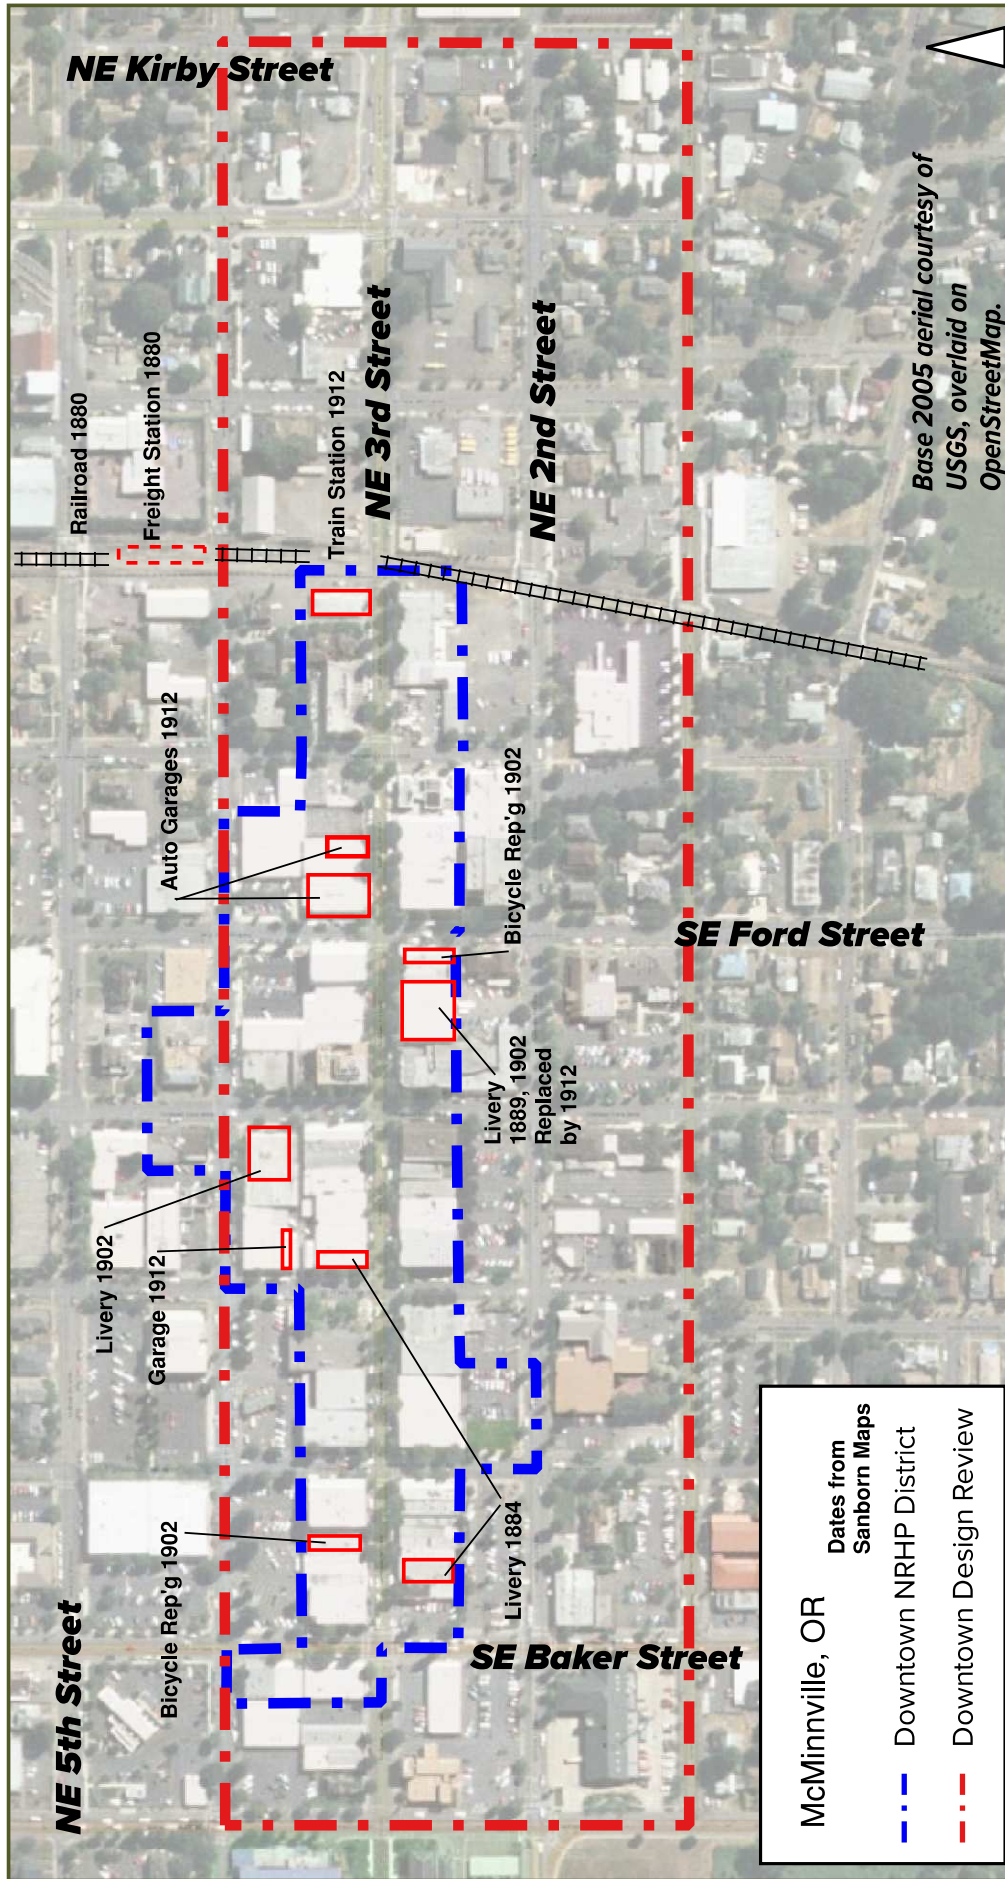 NE Kirby Street
Railroad 1880
Freight Station 1880
Train Station 1912
NE 3rd Street
NE 2nd Street
Base 2005 aerial courtesy of
USGS, overlaid on
OpenStreetMap.
Auto Garages 1912
Bicycle Rep'g 1902
SE Ford Street
Livery
1889, 1902
Replaced
by 1912
Livery 1902
Garage 1912
Livery 1884
Bicycle Rep'g 1902
NE 5th Street
SE Baker Street
McMinnville, OR
Dates from
Sanborn Maps
Downtown NRHP District
Downtown Design Review